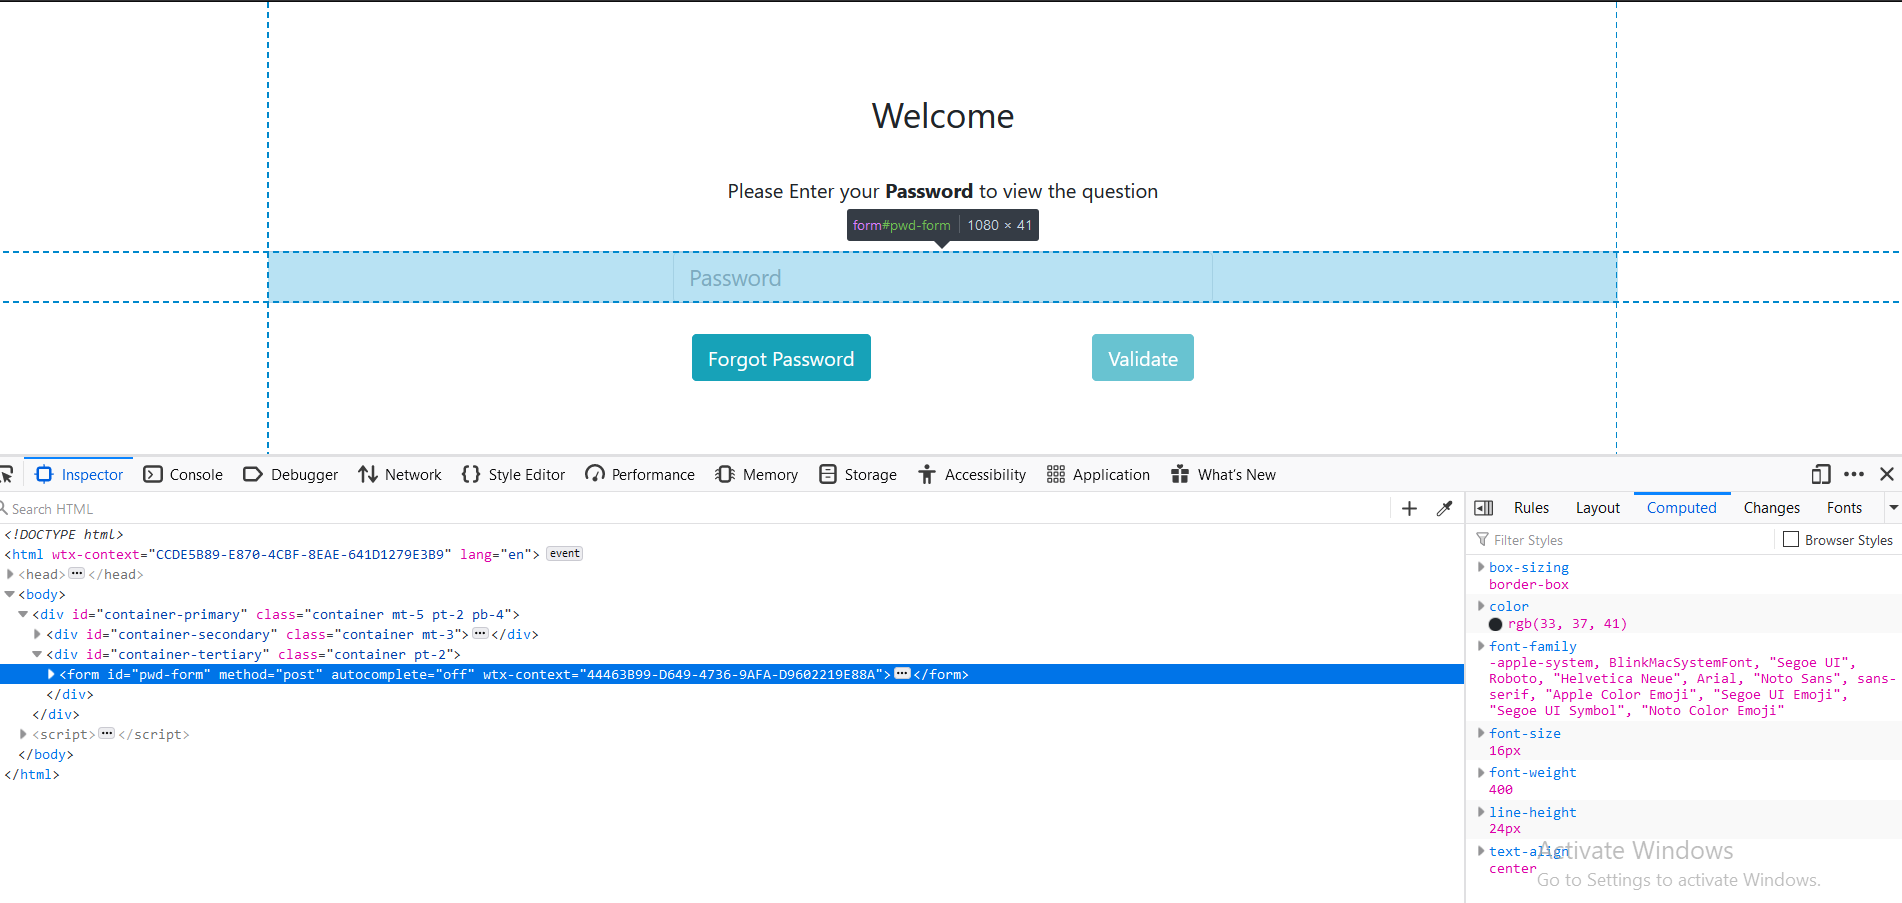 Welcome
Please Enter your Password to view the question
form#pwd-form 1080 × 41
Password
Forgot Password Validate
Inspector Console Debugger Network Style Editor Performance Memory Storage Accessibility Application What's New
Search HTML
Rules Layout Computed Changes Fonts
Filter Styles Browser Styles
<!DOCTYPE html>
<html wtx-context="CCDE5B89-E870-4CBF-8EAE-641D1279E3B9" lang="en"> event
<head>...</head>
<body>
<div id="container-primary" class="container mt-5 pt-2 pb-4">
<div id="container-secondary" class="container mt-3">...</div>
<div id="container-tertiary" class="container pt-2">
<form id="pwd-form" method="post" autocomplete="off" wtx-context="44463B99-D649-4736-9AFA-D9602219E88A">...</form>
</div>
</div>
<script>...</script>
</body>
</html>
box-sizing
border-box
color
rgb(33, 37, 41)
font-family
-apple-system, BlinkMacSystemFont, "Segoe UI",
Roboto, "Helvetica Neue", Arial, "Noto Sans", sans-
serif, "Apple Color Emoji", "Segoe UI Emoji",
"Segoe UI Symbol", "Noto Color Emoji"
font-size
16px
font-weight
400
line-height
24px
text-align
center
Activate Windows
Go to Settings to activate Windows.